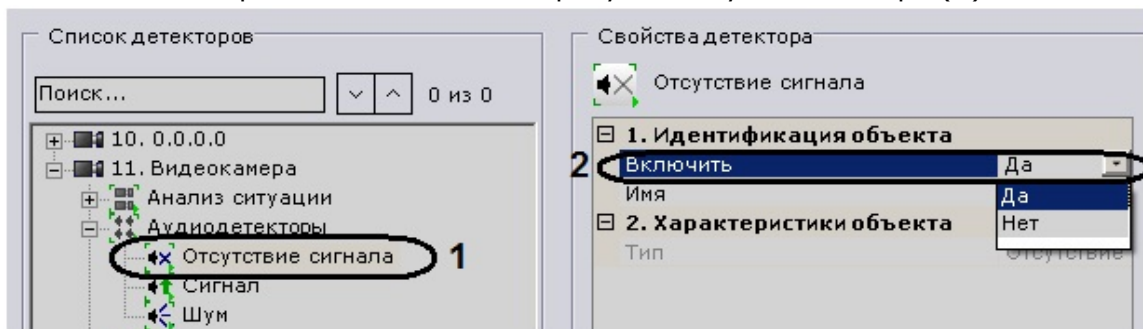 Список детекторов
Поиск...
0 из 0
10. 0.0.0.0
11. Видеокамера
Анализ ситуации
Аудиодетекторы
Отсутствие сигнала
1
Сигнал
Шум
Свойства детектора
Отсутствие сигнала
1. Идентификация объекта
2
Включить
Да
Имя
Да
2. Характеристики объекта
Нет
Тип
Отсутствие